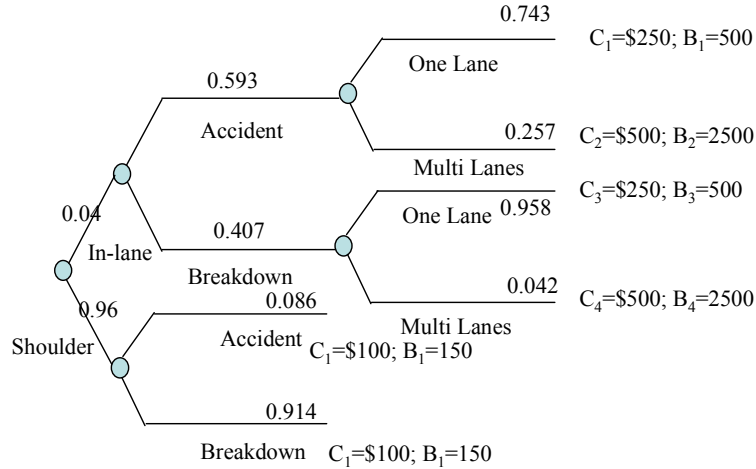 0.743
C₁=$250; B₁=500
One Lane
0.593
Accident
0.257
C₂=$500; B₂=2500
Multi Lanes
C₃=$250; B₃=500
0.04
One Lane 0.958
0.407
In-lane
Breakdown
0.042
C₄=$500; B₄=2500
0.086
0.96
Multi Lanes
Shoulder
Accident
C₁=$100; B₁=150
0.914
Breakdown
C₁=$100; B₁=150